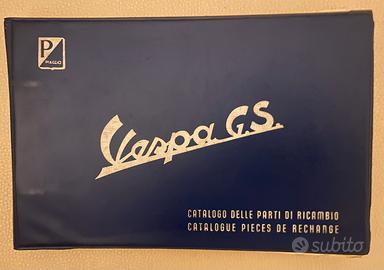 P
PIAGGIO
Vespa G.S.
CATALOGO DELLE PARTI DI RICAMBIO
CATALOGUE PIECES DE RECHANGE
subito